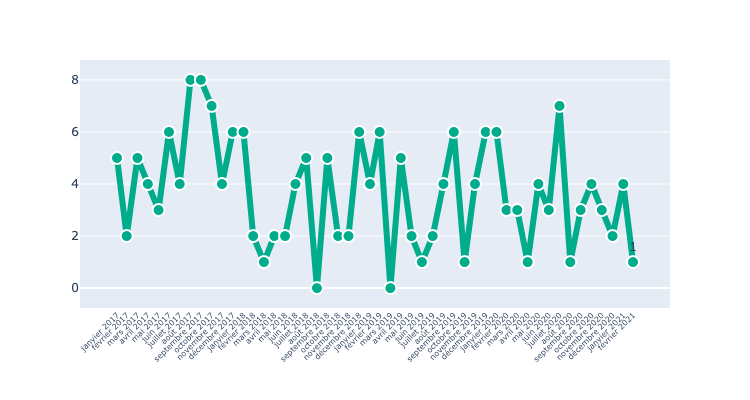 8
6
4
2
0
1
janvier 2017
février 2017
mars 2017
avril 2017
mai 2017
juin 2017
juillet 2017
août 2017
septembre 2017
octobre 2017
novembre 2017
décembre 2017
janvier 2018
février 2018
mars 2018
avril 2018
mai 2018
juin 2018
juillet 2018
août 2018
septembre 2018
octobre 2018
novembre 2018
décembre 2018
janvier 2019
février 2019
mars 2019
avril 2019
mai 2019
juin 2019
juillet 2019
août 2019
septembre 2019
octobre 2019
novembre 2019
décembre 2019
janvier 2020
février 2020
mars 2020
avril 2020
mai 2020
juin 2020
juillet 2020
août 2020
septembre 2020
octobre 2020
novembre 2020
décembre 2020
janvier 2021
février 2021